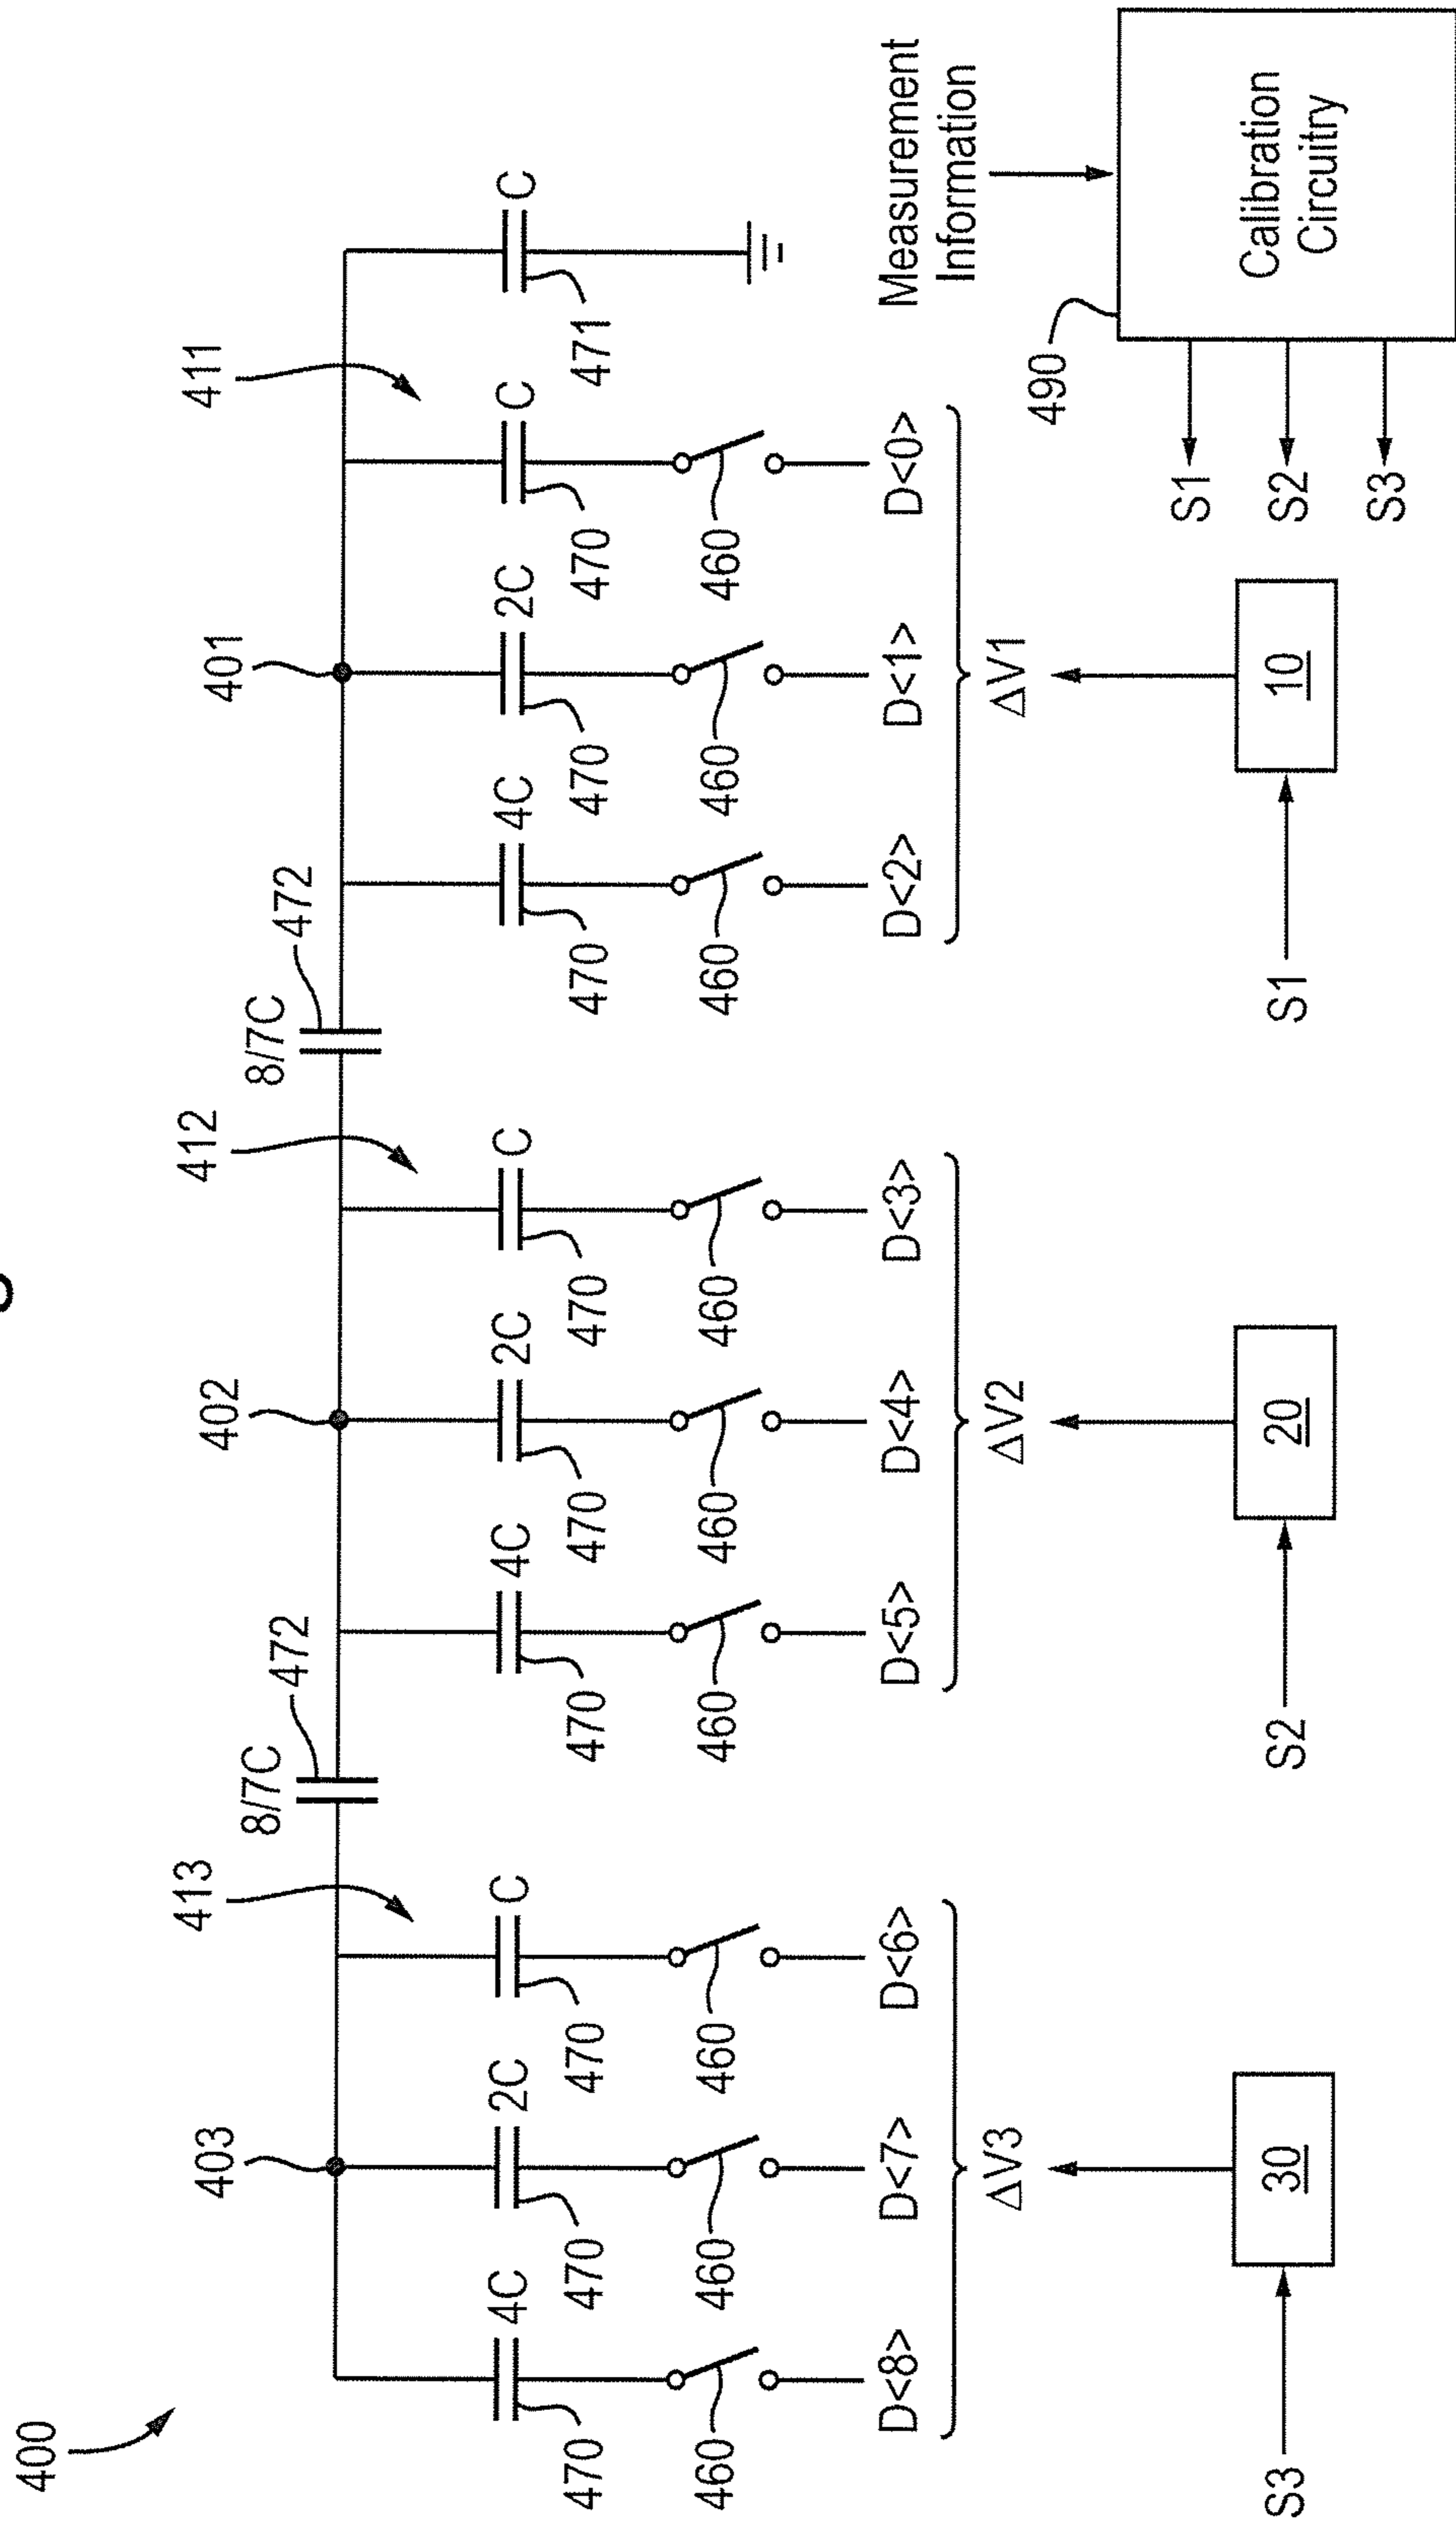 400
403
413
402
412
401
411
8/7C
472
8/7C
472
4C
2C
C
4C
2C
C
4C
2C
C
C
470
470
470
470
470
470
470
470
470
471
460
460
460
460
460
460
460
460
460
D<8>
D<7>
D<6>
D<5>
D<4>
D<3>
D<2>
D<1>
D<0>
ΔV3
ΔV2
ΔV1
S3
30
S2
20
S1
10
Measurement
Information
490
Calibration
Circuitry
S1
S2
S3